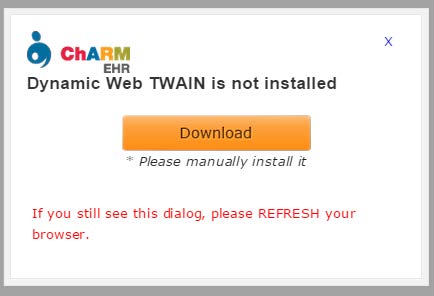 X
ChARM
EHR
Dynamic Web TWAIN is not installed
Download
* Please manually install it
If you still see this dialog, please REFRESH your
browser.